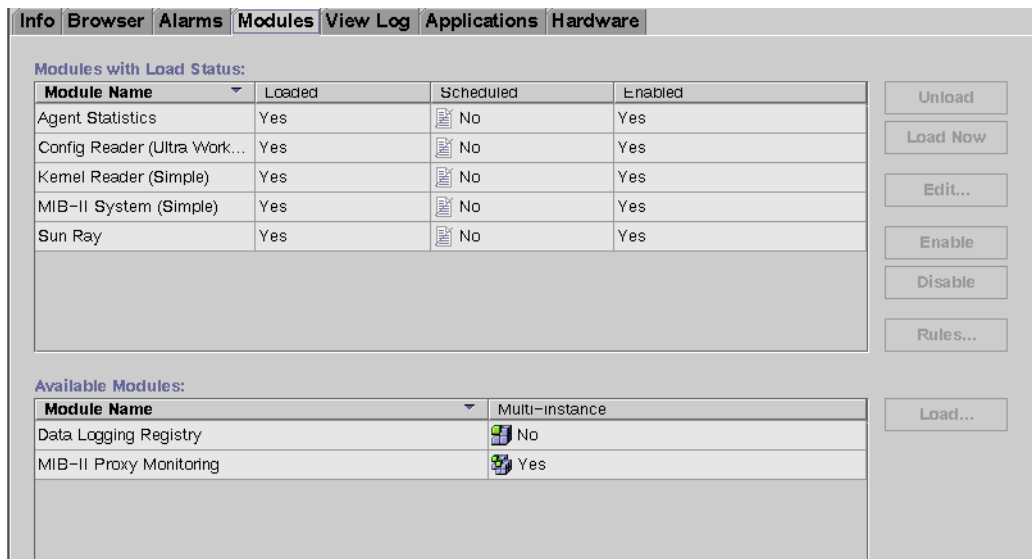 Info Browser Alarms Modules View Log Applications Hardware
Modules with Load Status:
Module Name Loaded Scheduled Enabled
Agent Statistics Yes No Yes
Config Reader (Ultra Work... Yes No Yes
Kernel Reader (Simple) Yes No Yes
MIB-II System (Simple) Yes No Yes
Sun Ray Yes No Yes
Unload
Load Now
Edit...
Enable
Disable
Rules...
Available Modules:
Module Name Multi-instance
Data Logging Registry No
MIB-II Proxy Monitoring Yes
Load...